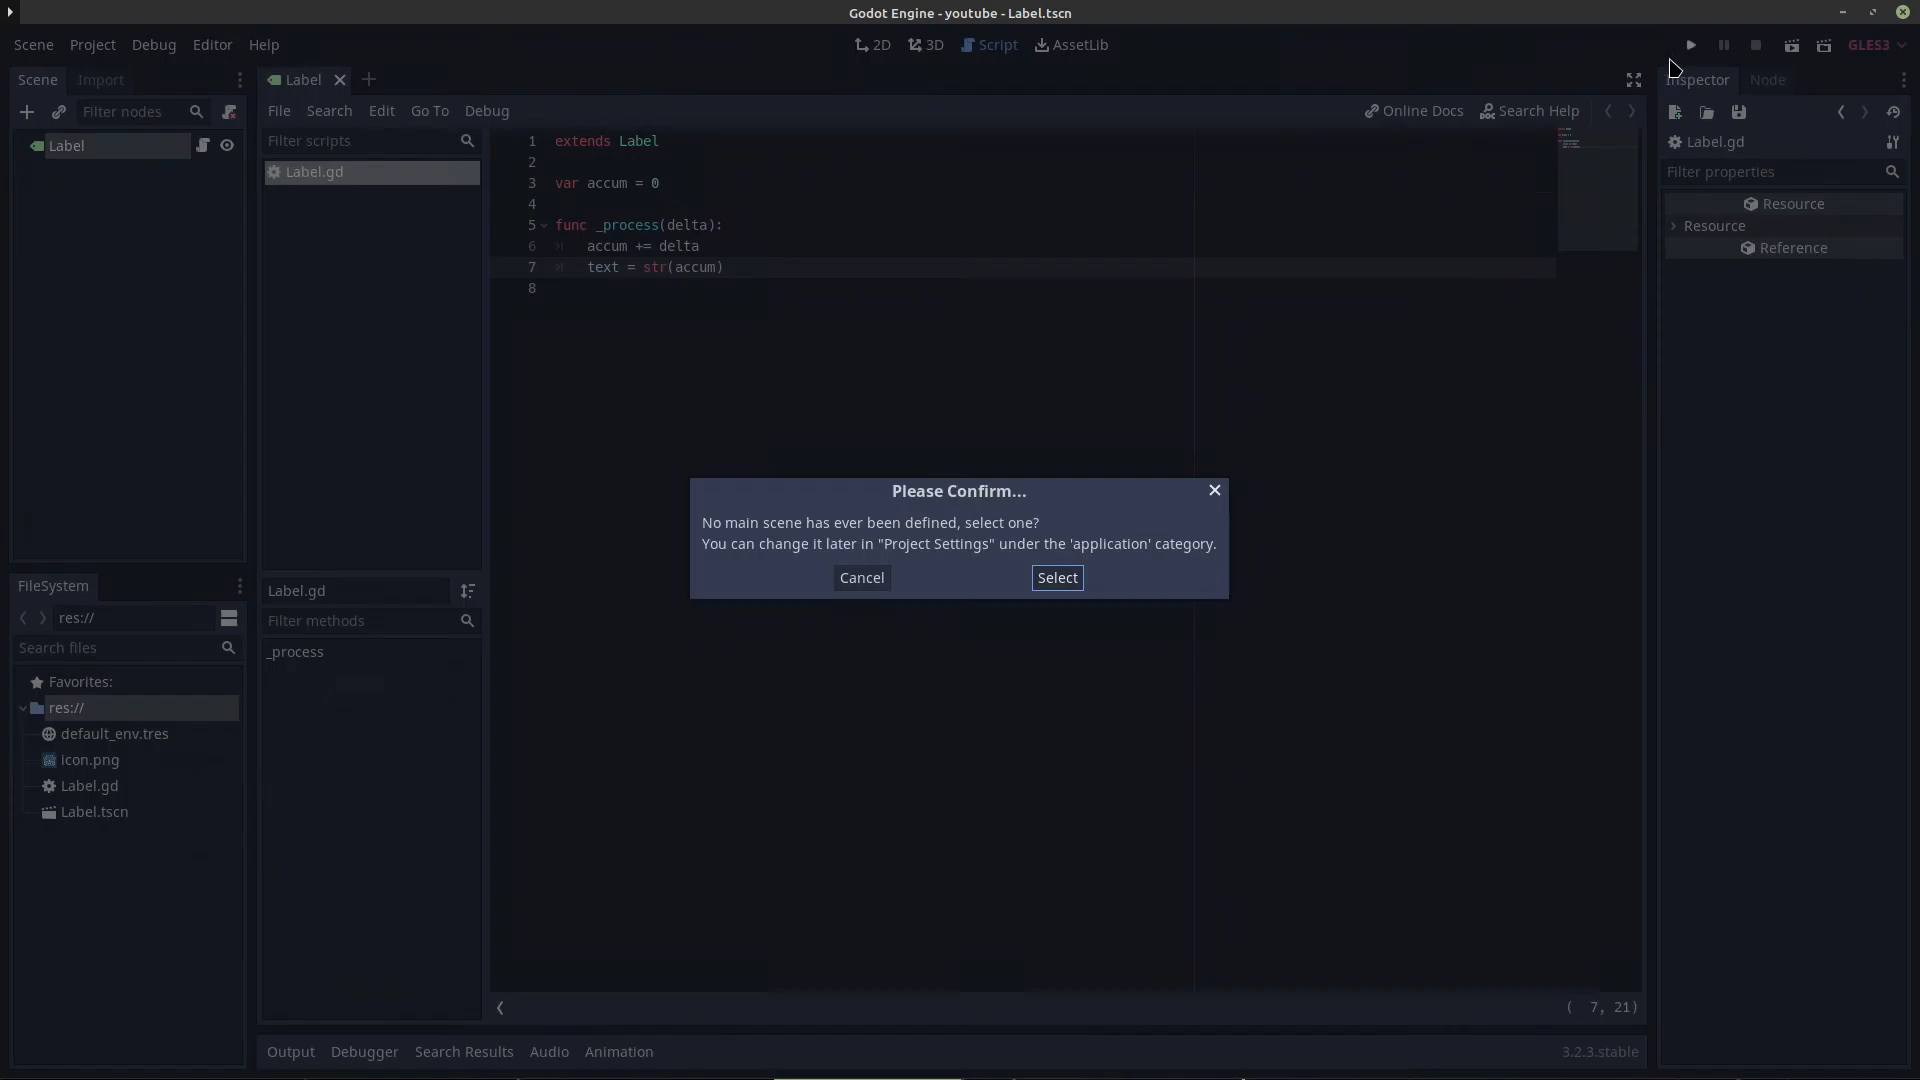 Godot Engine - youtube - Label.tscn
Scene Project Debug Editor Help
2D 3D Script AssetLib
GLES3
Scene Import
Filter nodes
Label
FileSystem
res://
Search files
Favorites:
res://
default_env.tres
icon.png
Label.gd
Label.tscn
Label
File Search Edit Go To Debug
Online Docs Search Help
Filter scripts
Label.gd
Label.gd
Filter methods
_process
1 extends Label
2
3 var accum = 0
4
5 func _process(delta):
6 accum += delta
7 text = str(accum)
8
Please Confirm...
No main scene has ever been defined, select one?
You can change it later in "Project Settings" under the 'application' category.
Cancel Select
( 7, 21)
Output Debugger Search Results Audio Animation
3.2.3.stable
Inspector Node
Label.gd
Filter properties
Resource
Resource
Reference